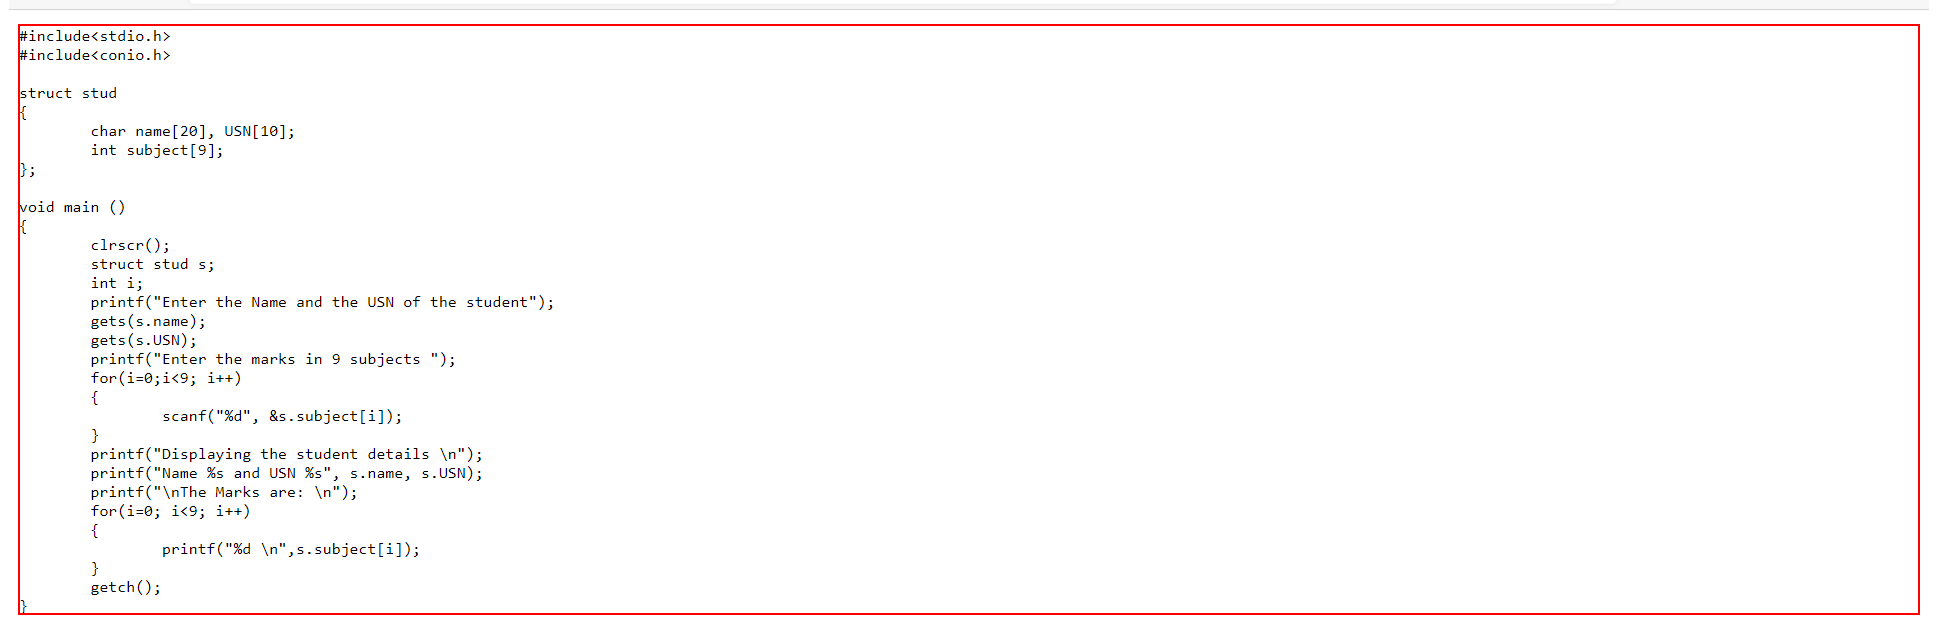 #include<stdio.h>
#include<conio.h>

struct stud
{
        char name[20], USN[10];
        int subject[9];
};

void main ()
{
        clrscr();
        struct stud s;
        int i;
        printf("Enter the Name and the USN of the student");
        gets(s.name);
        gets(s.USN);
        printf("Enter the marks in 9 subjects ");
        for(i=0;i<9; i++)
        {
                scanf("%d", &s.subject[i]);
        }
        printf("Displaying the student details \n");
        printf("Name %s and USN %s", s.name, s.USN);
        printf("\nThe Marks are: \n");
        for(i=0; i<9; i++)
        {
                printf("%d \n",s.subject[i]);
        }
        getch();
}